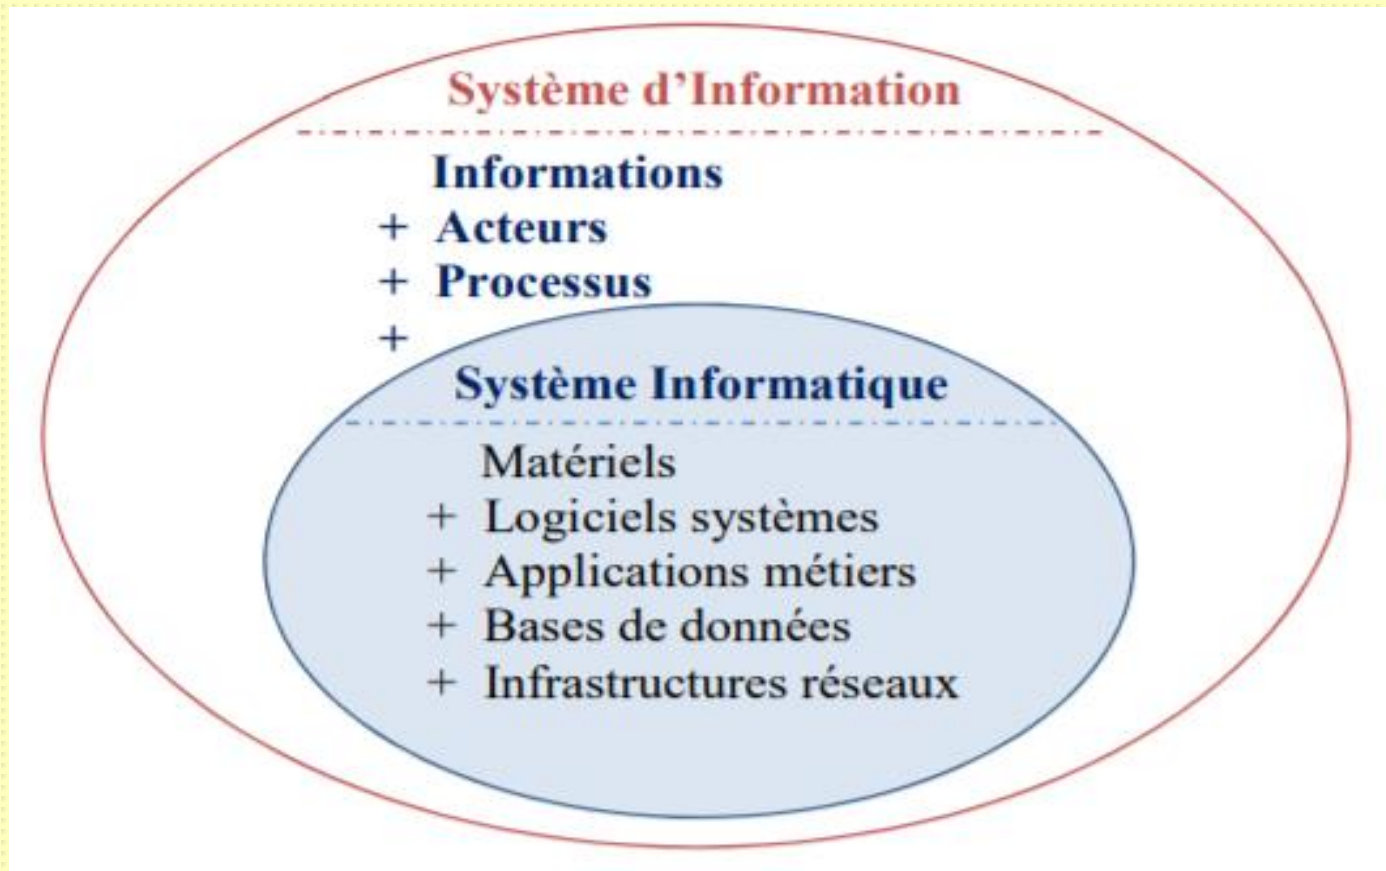 Système d’Information
Informations
+ Acteurs
+ Processus
+
Système Informatique
Matériels
+ Logiciels systèmes
+ Applications métiers
+ Bases de données
+ Infrastructures réseaux